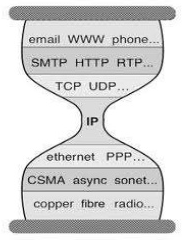 email WWW phone...
SMTP HTTP RTP...
TCP UDP...
IP
ethernet PPP...
CSMA async sonet...
copper fibre radio...